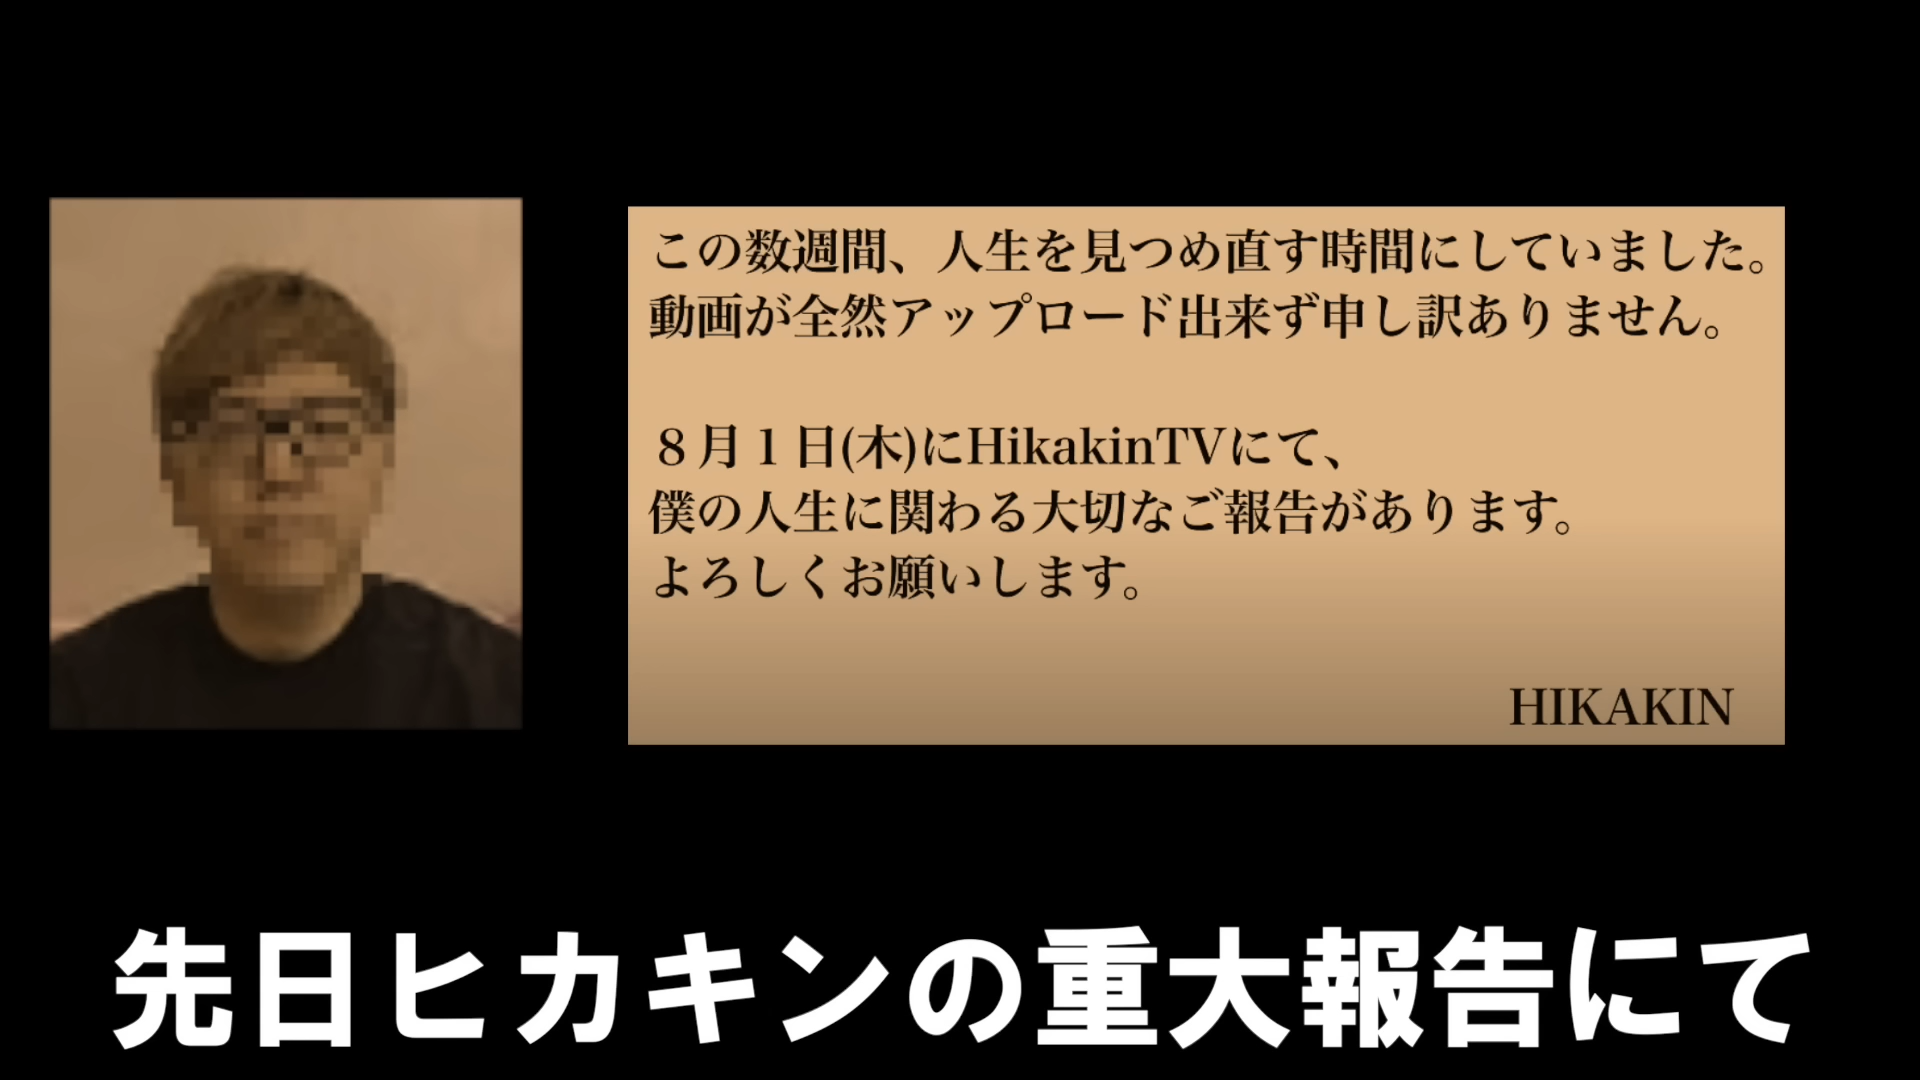 この数週間、人生を見つめ直す時間にしていました。
動画が全然アップロード出来ず申し訳ありません。
８月１日(木)にHikakinTVにて、
僕の人生に関わる大切なご報告があります。
よろしくお願いします。
HIKAKIN
先日ヒカキンの重大報告にて